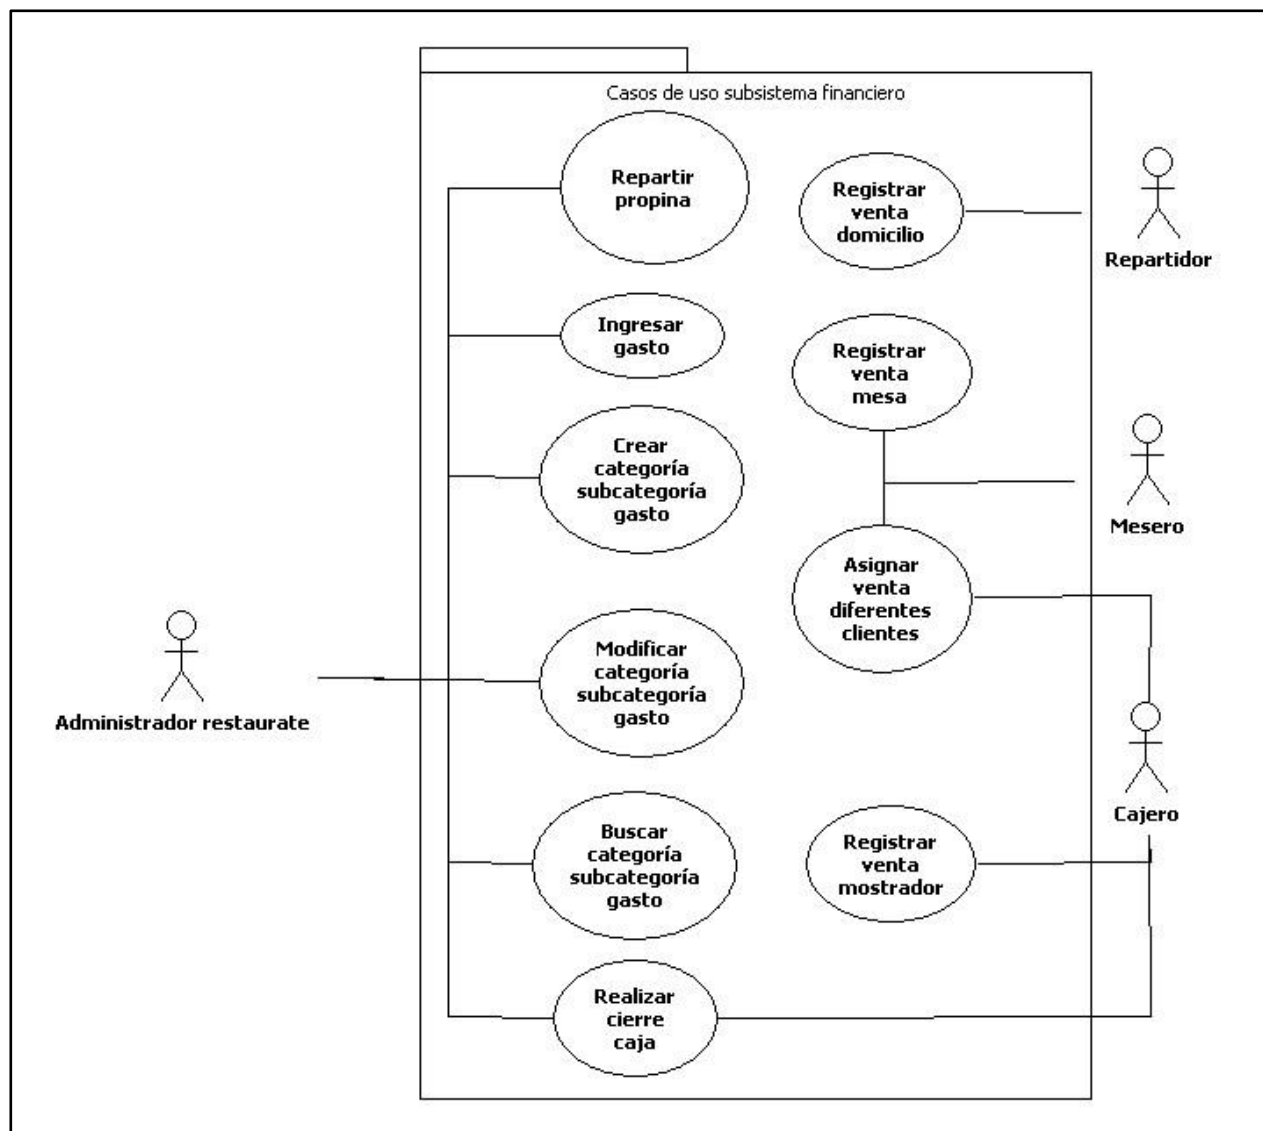 Casos de uso subsistema financiero
Repartir
propina
Registrar
venta
domicilio
Repartidor
Ingresar
gasto
Registrar
venta
mesa
Crear
categoría
subcategoría
gasto
Mesero
Asignar
venta
diferentes
clientes
Modificar
categoría
subcategoría
gasto
Administrador restaurate
Cajero
Buscar
categoría
subcategoría
gasto
Registrar
venta
mostrador
Realizar
cierre
caja